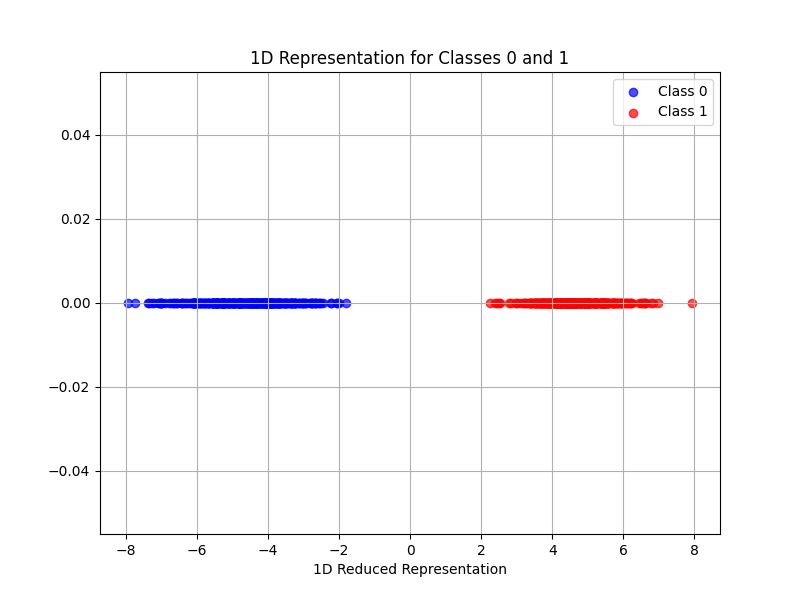 1D Representation for Classes 0 and 1
Class 0
Class 1
0.04
0.02
0.00
−0.02
−0.04
−8 −6 −4 −2 0 2 4 6 8
1D Reduced Representation